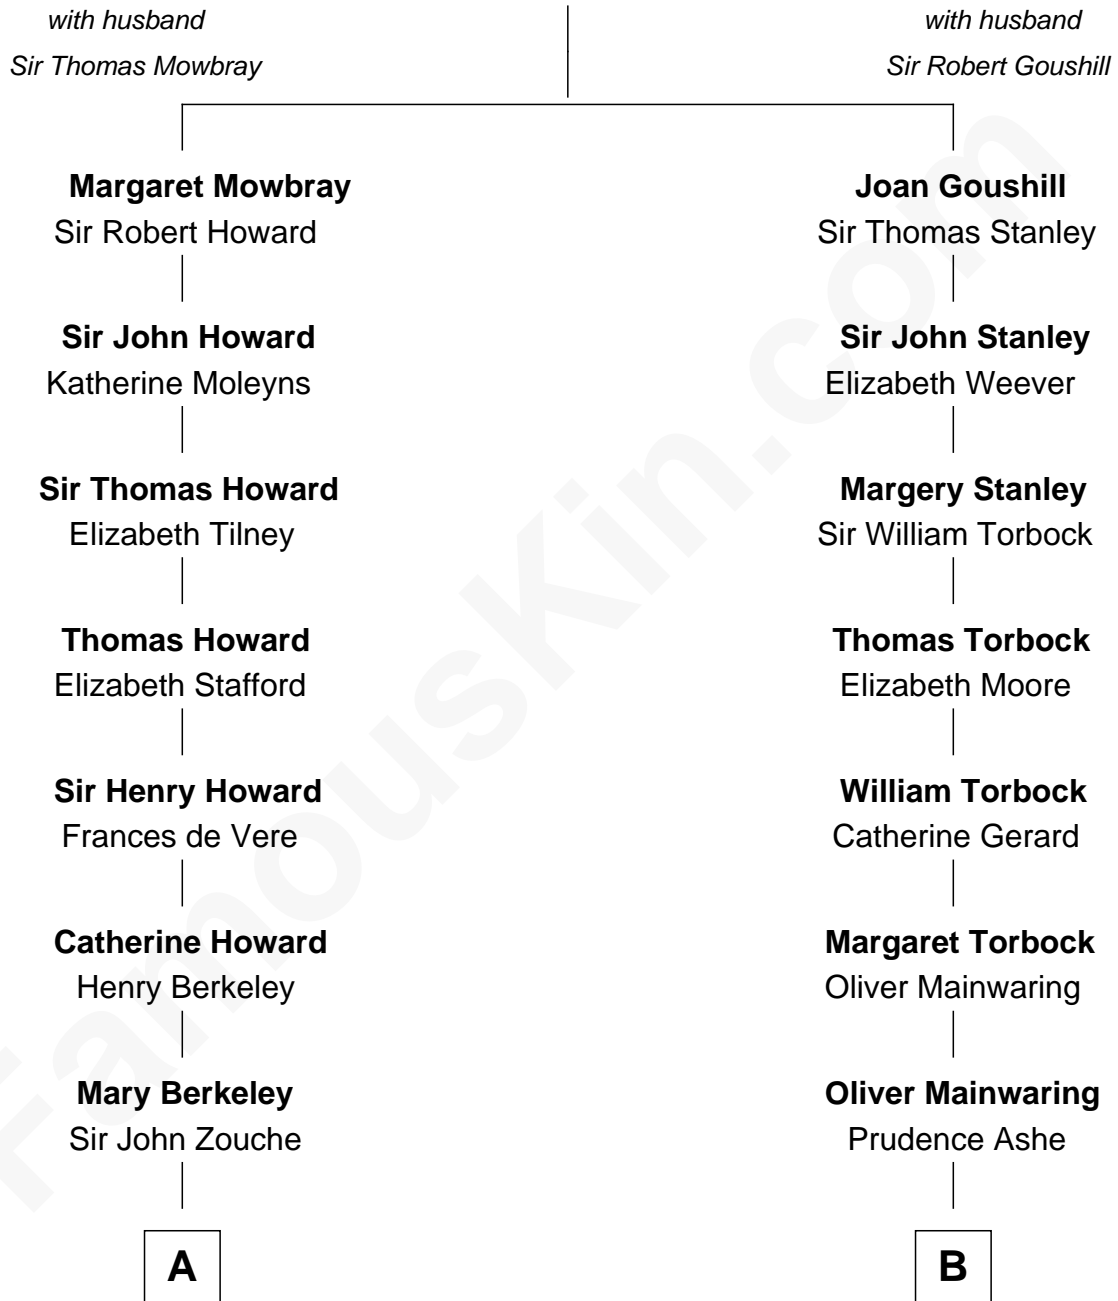 with husband
Sir Thomas Mowbray
with husband
Sir Robert Goushill
Margaret Mowbray
Sir Robert Howard
Joan Goushill
Sir Thomas Stanley
Sir John Howard
Katherine Moleyns
Sir John Stanley
Elizabeth Weever
Sir Thomas Howard
Elizabeth Tilney
Margery Stanley
Sir William Torbock
Thomas Howard
Elizabeth Stafford
Thomas Torbock
Elizabeth Moore
Sir Henry Howard
Frances de Vere
William Torbock
Catherine Gerard
Catherine Howard
Henry Berkeley
Margaret Torbock
Oliver Mainwaring
Mary Berkeley
Sir John Zouche
Oliver Mainwaring
Prudence Ashe
A
B
FamousKin.com